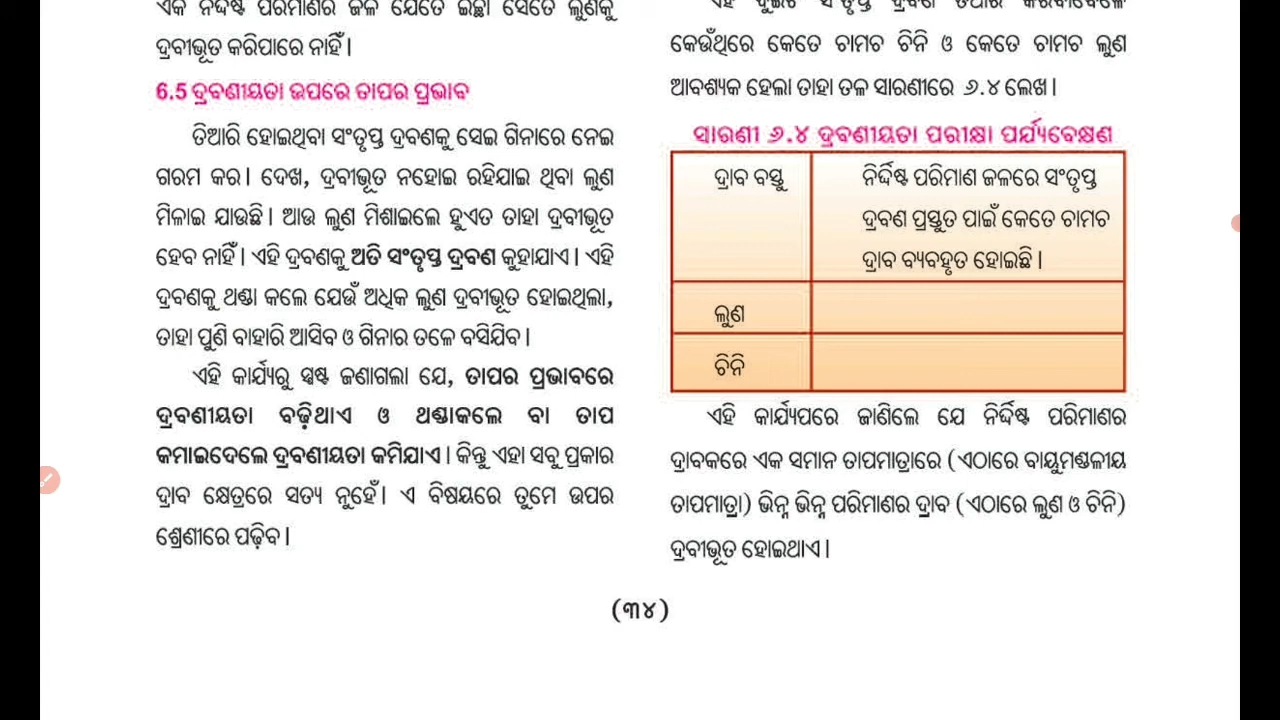 ଏକ ନିର୍ଦ୍ଦିଷ୍ଟ ପରିମାଣର ଜଳ ଯେତେ ଇଚ୍ଛା ସେତେ ଲୁଣକୁ
ଦ୍ରବୀଭୂତ କରିପାରେ ନାହିଁ।
6.5 ଦ୍ରବଣୀୟତା ଉପରେ ତାପର ପ୍ରଭାବ
ତିଆରି ହୋଇଥିବା ସଂତୃପ୍ତ ଦ୍ରବଣକୁ ସେଇ ଗିନାରେ ନେଇ
ଗରମ କର। ଦେଖ, ଦ୍ରବୀଭୂତ ନହୋଇ ରହିଯାଇ ଥିବା ଲୁଣ
ମିଳାଇ ଯାଉଛି। ଆଉ ଲୁଣ ମିଶାଇଲେ ହୁଏତ ତାହା ଦ୍ରବୀଭୂତ
ହେବ ନାହିଁ। ଏହି ଦ୍ରବଣକୁ ଅତି ସଂତୃପ୍ତ ଦ୍ରବଣ କୁହାଯାଏ। ଏହି
ଦ୍ରବଣକୁ ଥଣ୍ଡା କଲେ ଯେଉଁ ଅଧିକ ଲୁଣ ଦ୍ରବୀଭୂତ ହୋଇଥିଲା,
ତାହା ପୁଣି ବାହାରି ଆସିବ ଓ ଗିନାର ତଳେ ବସିଯିବ।
ଏହି କାର୍ଯ୍ୟରୁ ସ୍ପଷ୍ଟ ଜଣାଗଲା ଯେ, ତାପର ପ୍ରଭାବରେ
ଦ୍ରବଣୀୟତା ବଢ଼ିଥାଏ ଓ ଥଣ୍ଡାକଲେ ବା ତାପ
କମାଇଦେଲେ ଦ୍ରବଣୀୟତା କମିଯାଏ। କିନ୍ତୁ ଏହା ସବୁ ପ୍ରକାର
ଦ୍ରାବ କ୍ଷେତ୍ରରେ ସତ୍ୟ ନୁହେଁ। ଏ ବିଷୟରେ ତୁମେ ଉପର
ଶ୍ରେଣୀରେ ପଢ଼ିବ।
ଏହି ଦୁଇଟି ସଂତୃପ୍ତ ଦ୍ରବଣ ତିଆରି କରିବାବେଳେ
କେଉଁଥିରେ କେତେ ଚାମଚ ଚିନି ଓ କେତେ ଚାମଚ ଲୁଣ
ଆବଶ୍ୟକ ହେଲା ତାହା ତଳ ସାରଣୀରେ ୬.୪ ଲେଖ।
ସାରଣୀ ୬.୪ ଦ୍ରବଣୀୟତା ପରୀକ୍ଷା ପର୍ଯ୍ୟବେକ୍ଷଣ
ଦ୍ରାବ ବସ୍ତୁ
ନିର୍ଦ୍ଦିଷ୍ଟ ପରିମାଣ ଜଳରେ ସଂତୃପ୍ତ
ଦ୍ରବଣ ପ୍ରସ୍ତୁତ ପାଇଁ କେତେ ଚାମଚ
ଦ୍ରାବ ବ୍ୟବହୃତ ହୋଇଛି।
ଲୁଣ
ଚିନି
ଏହି କାର୍ଯ୍ୟପରେ ଜାଣିଲେ ଯେ ନିର୍ଦ୍ଦିଷ୍ଟ ପରିମାଣର
ଦ୍ରାବକରେ ଏକ ସମାନ ତାପମାତ୍ରାରେ (ଏଠାରେ ବାୟୁମଣ୍ଡଳୀୟ
ତାପମାତ୍ରା) ଭିନ୍ନ ଭିନ୍ନ ପରିମାଣର ଦ୍ରାବ (ଏଠାରେ ଲୁଣ ଓ ଚିନି)
ଦ୍ରବୀଭୂତ ହୋଇଥାଏ।
(୩୪)